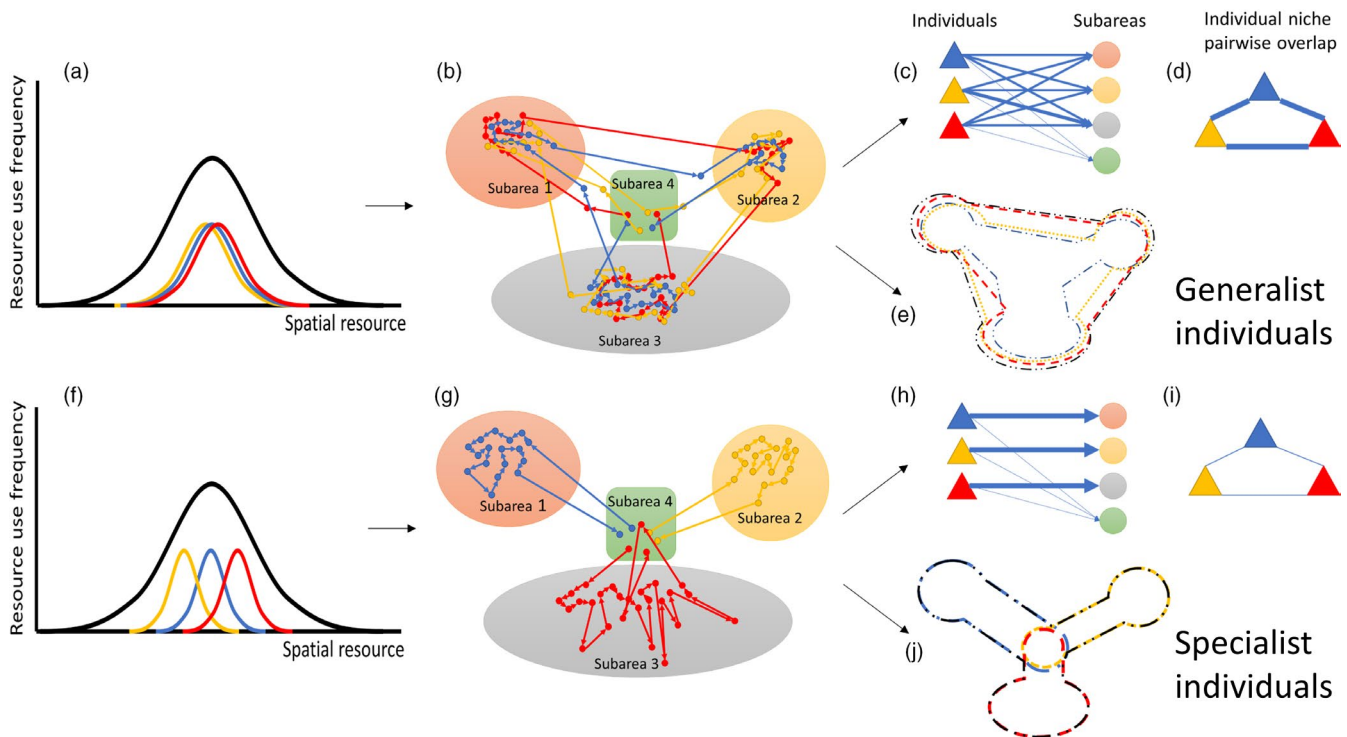 Individuals
Subareas
Individual niche
pairwise overlap
(a)
(b)
(c)
(d)
Resource use frequency
Spatial resource
Subarea 1
Subarea 4
Subarea 2
Subarea 3
(e)
Generalist
individuals
(f)
(g)
(h)
(i)
Resource use frequency
Spatial resource
Subarea 1
Subarea 4
Subarea 2
Subarea 3
(j)
Specialist
individuals